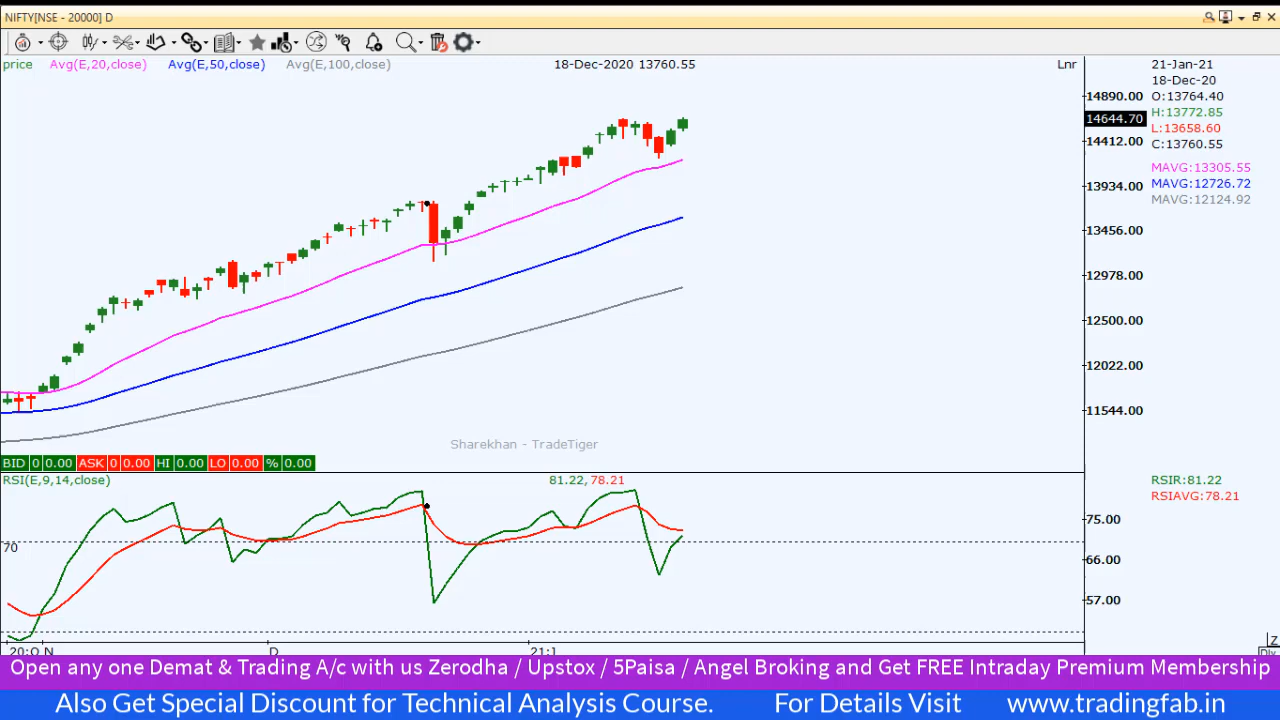 NIFTY[NSE - 20000] D
price Avg(E,20,close) Avg(E,50,close) Avg(E,100,close) 18-Dec-2020 13760.55 Lnr
21-Jan-21
18-Dec-20
O:13764.40
H:13772.85
L:13658.60
C:13760.55
MAVG:13305.55
MAVG:12726.72
MAVG:12124.92
14890.00
14644.70
14412.00
13934.00
13456.00
12978.00
12500.00
12022.00
11544.00
Sharekhan - TradeTiger
BID 0 0.00 ASK 0 0.00 HI 0.00 LO 0.00 % 0.00
RSI(E,9,14,close) 81.22, 78.21
RSIR:81.22
RSIAVG:78.21
75.00
70
66.00
57.00
20:O N D 21:1
Z
Div
Open any one Demat & Trading A/c with us Zerodha / Upstox / 5Paisa / Angel Broking and Get FREE Intraday Premium Membership
Also Get Special Discount for Technical Analysis Course. For Details Visit www.tradingfab.in